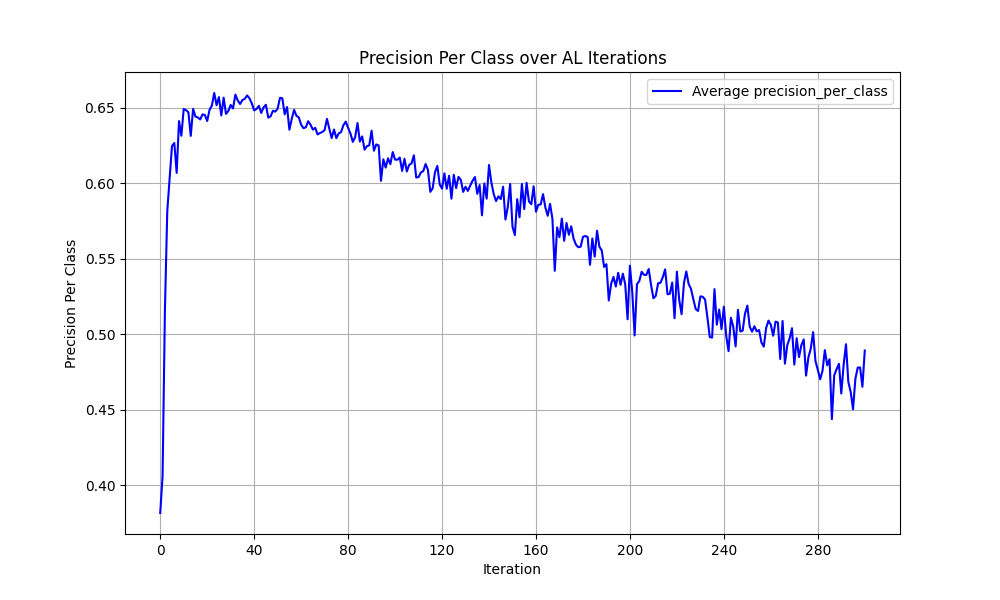 Precision Per Class over AL Iterations
Average precision_per_class
Precision Per Class
0.65
0.60
0.55
0.50
0.45
0.40
0 40 80 120 160 200 240 280
Iteration